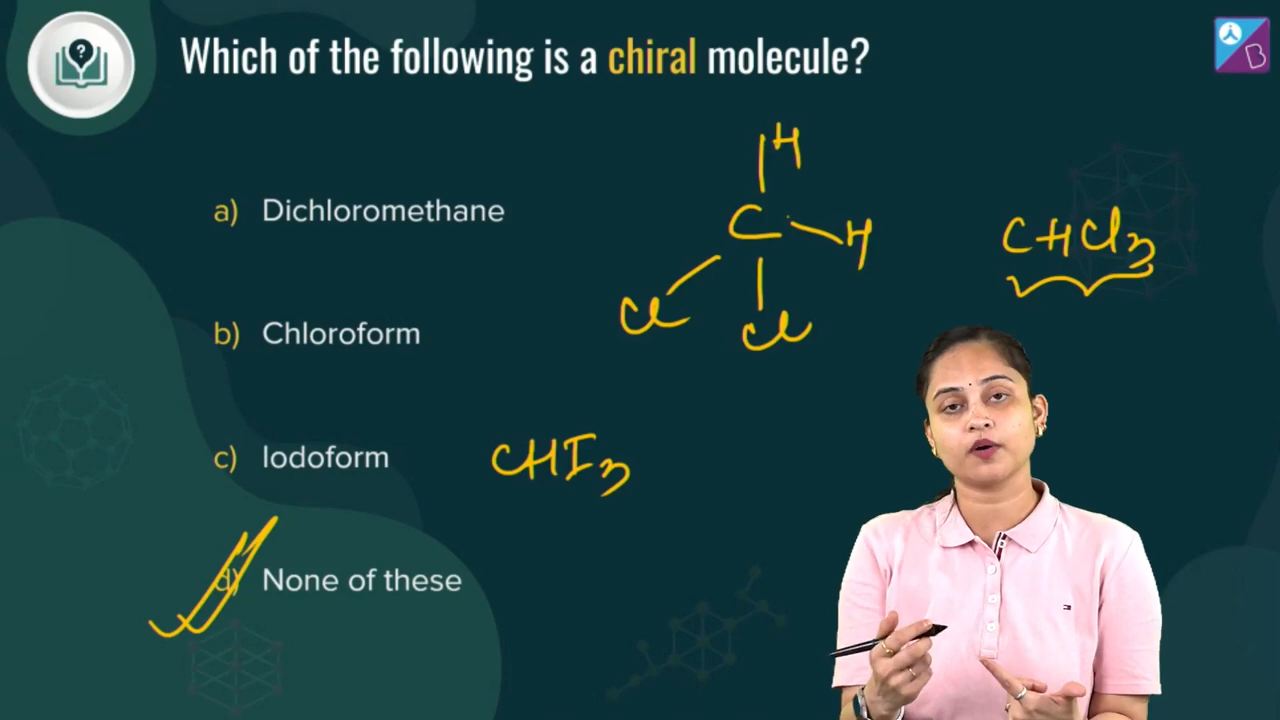 Which of the following is a chiral molecule?
a) Dichloromethane
H
C H
Cl Cl
CHCl3
b) Chloroform
c) Iodoform CHI3
d) None of these
?
B